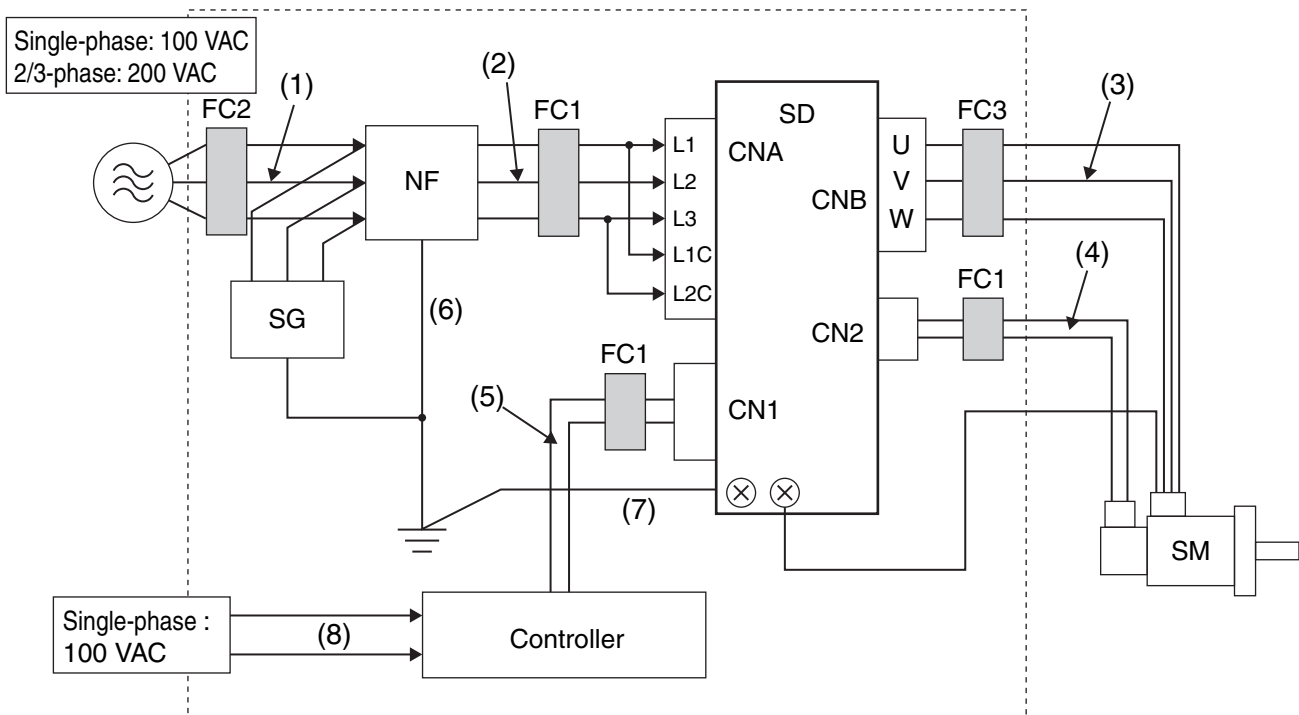 Single-phase: 100 VAC
2/3-phase: 200 VAC
FC2
(1)
(2)
FC1
NF
SG
(6)
L1
L2
L3
L1C
L2C
SD
CNA
CNB
U
V
W
FC3
(3)
(4)
FC1
CN2
FC1
(5)
CN1
(7)
SM
Single-phase :
100 VAC
(8)
Controller